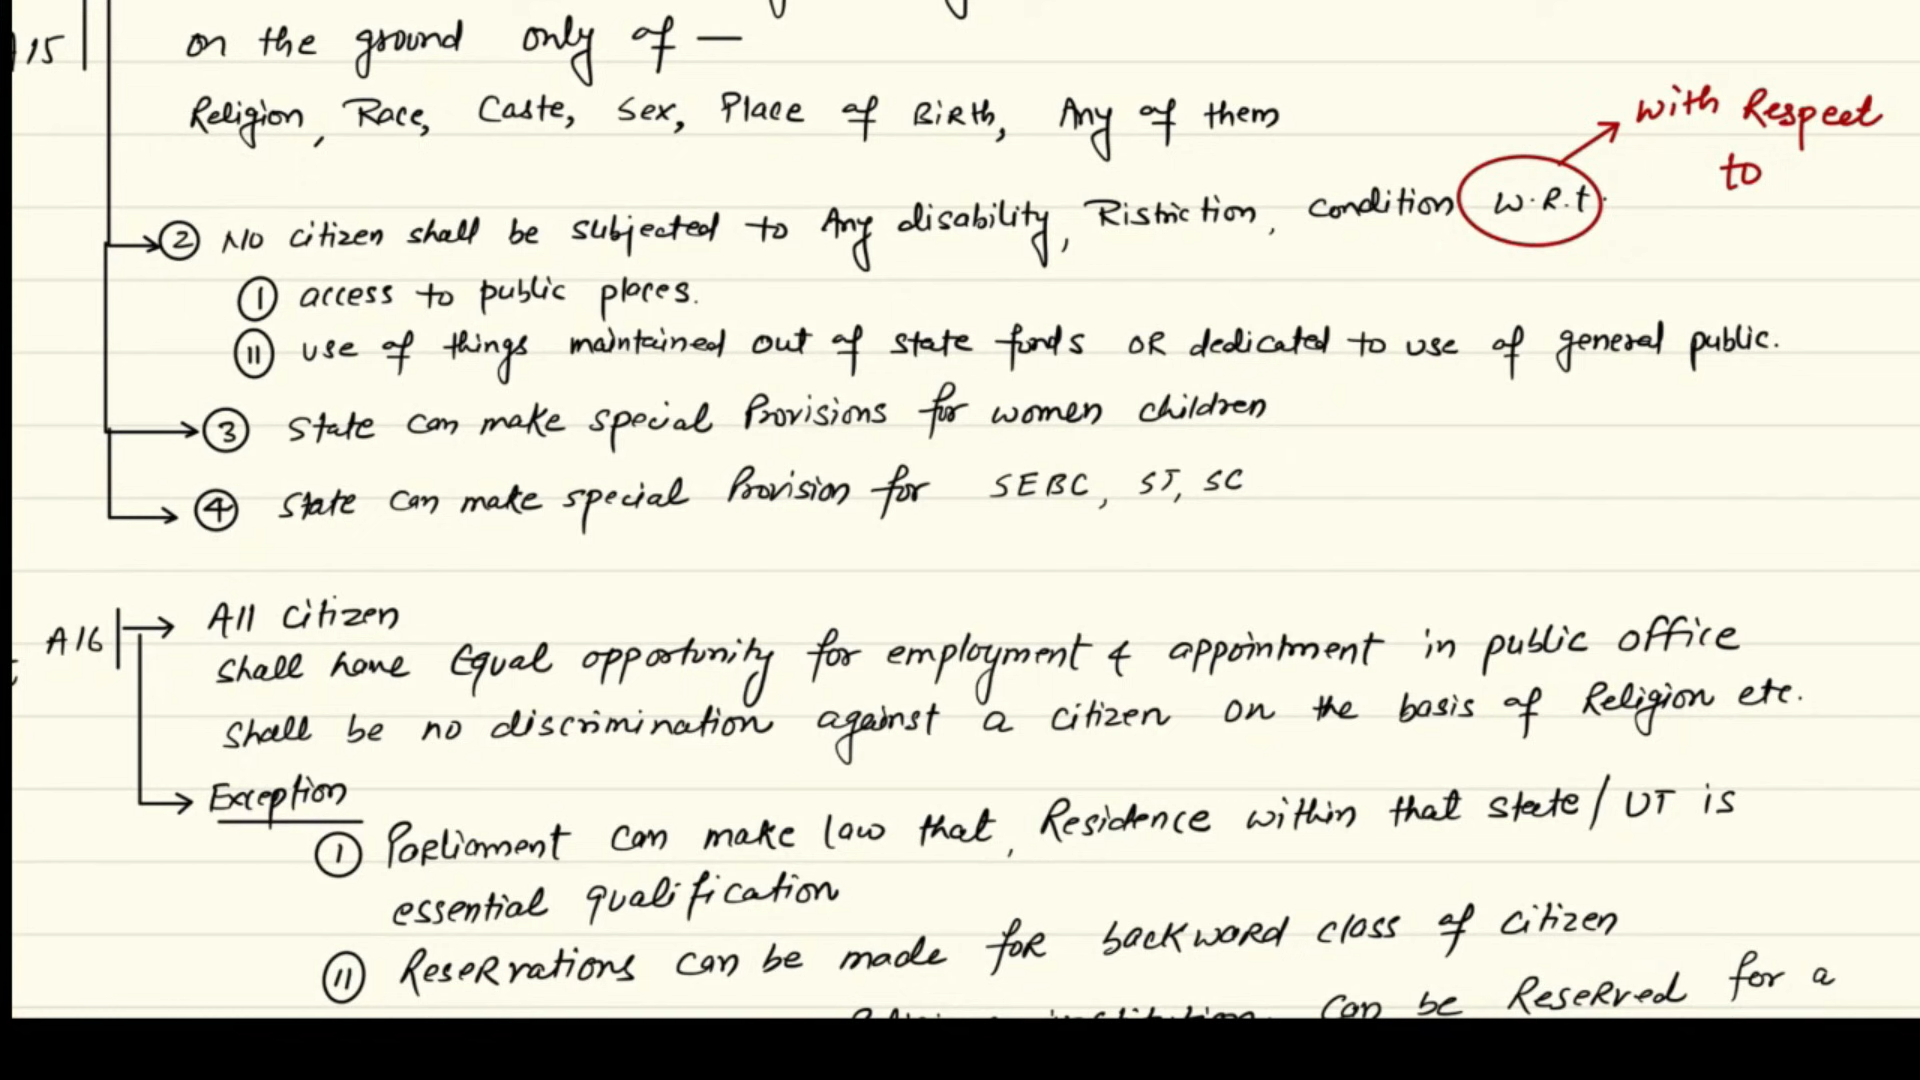 A15
on the ground only of —
Religion, Race, Caste, Sex, Place of Birth, Any of them
with Respect
to
② No citizen shall be subjected to Any disability, Ristriction, condition W.R.t.
① access to public places.
⑪ use of things maintained out of state funds OR dedicated to use of general public.
③ State can make special Provisions for women children
④ State can make special Provision for SEBC, ST, SC
A16
All citizen
shall have Equal opportunity for employment & appointment in public office
shall be no discrimination against a citizen on the basis of Religion etc.
Exception
① Parliament can make law that, Residence within that state/UT is
essential qualification
⑪ Reservations can be made for backward class of citizen
can be Reserved for a